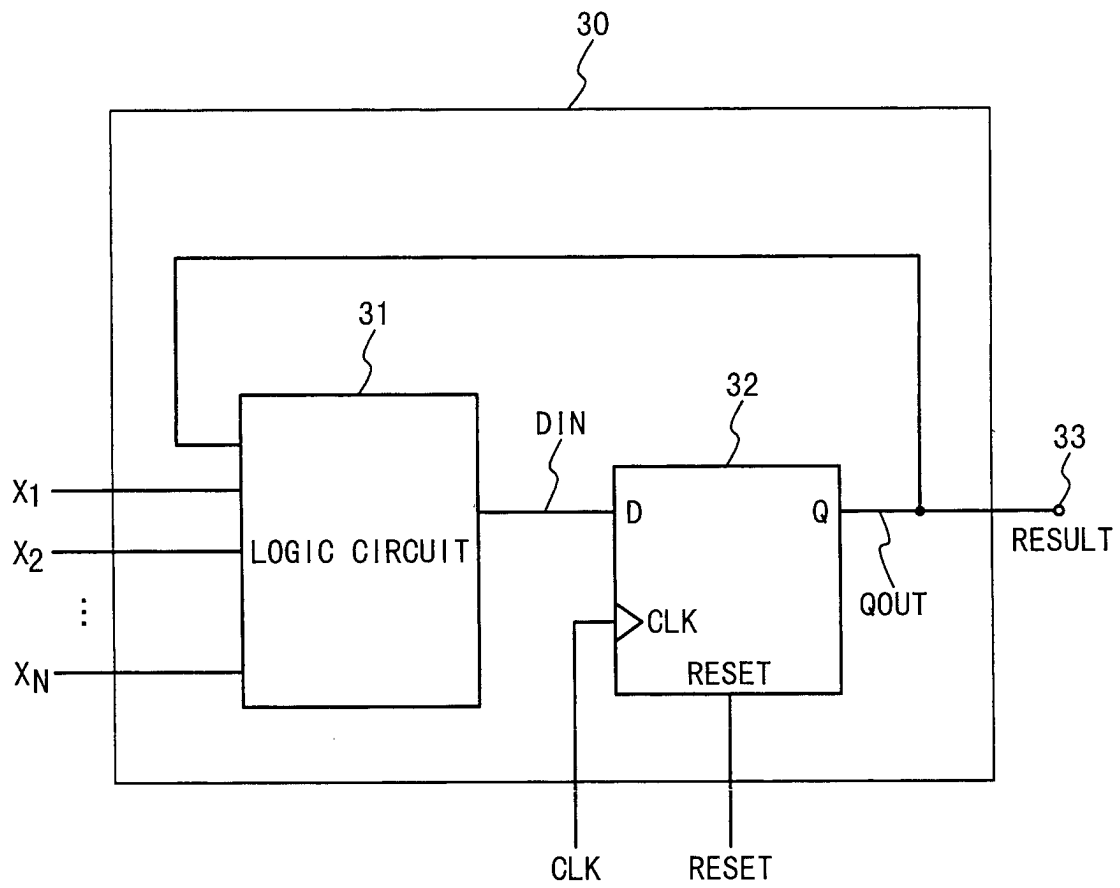 30
31
32
DIN
33
X1
D
Q
X2
LOGIC CIRCUIT
RESULT
⋮
QOUT
CLK
XN
RESET
CLK
RESET